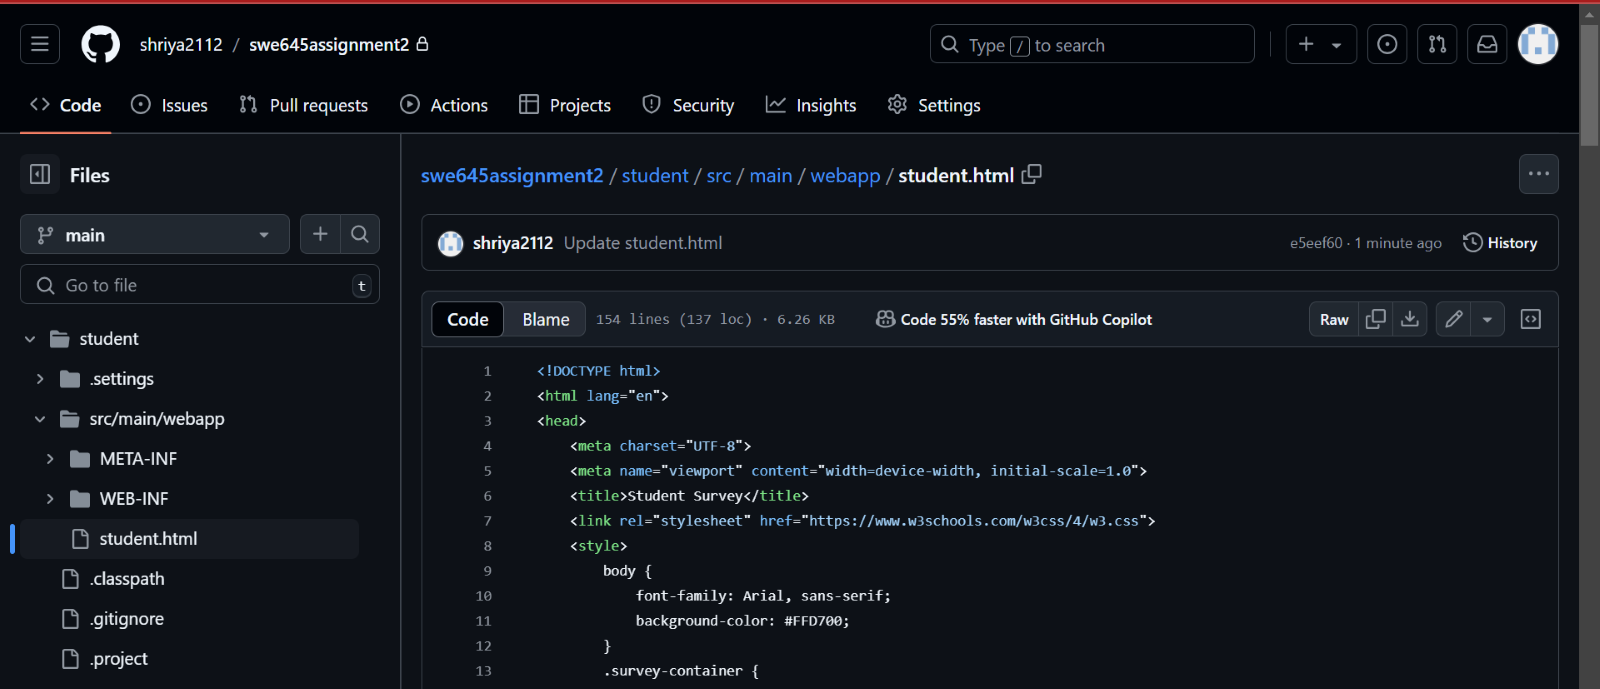 shriya2112 / swe645assignment2
Type / to search
Code Issues Pull requests Actions Projects Security Insights Settings
Files
main
Go to file t
student
.settings
src/main/webapp
META-INF
WEB-INF
student.html
.classpath
.gitignore
.project
swe645assignment2 / student / src / main / webapp / student.html
shriya2112 Update student.html e5eef60 · 1 minute ago History
Code Blame 154 lines (137 loc) · 6.26 KB Code 55% faster with GitHub Copilot Raw
1 <!DOCTYPE html>
2 <html lang="en">
3 <head>
4 <meta charset="UTF-8">
5 <meta name="viewport" content="width=device-width, initial-scale=1.0">
6 <title>Student Survey</title>
7 <link rel="stylesheet" href="https://www.w3schools.com/w3css/4/w3.css">
8 <style>
9 body {
10 font-family: Arial, sans-serif;
11 background-color: #FFD700;
12 }
13 .survey-container {